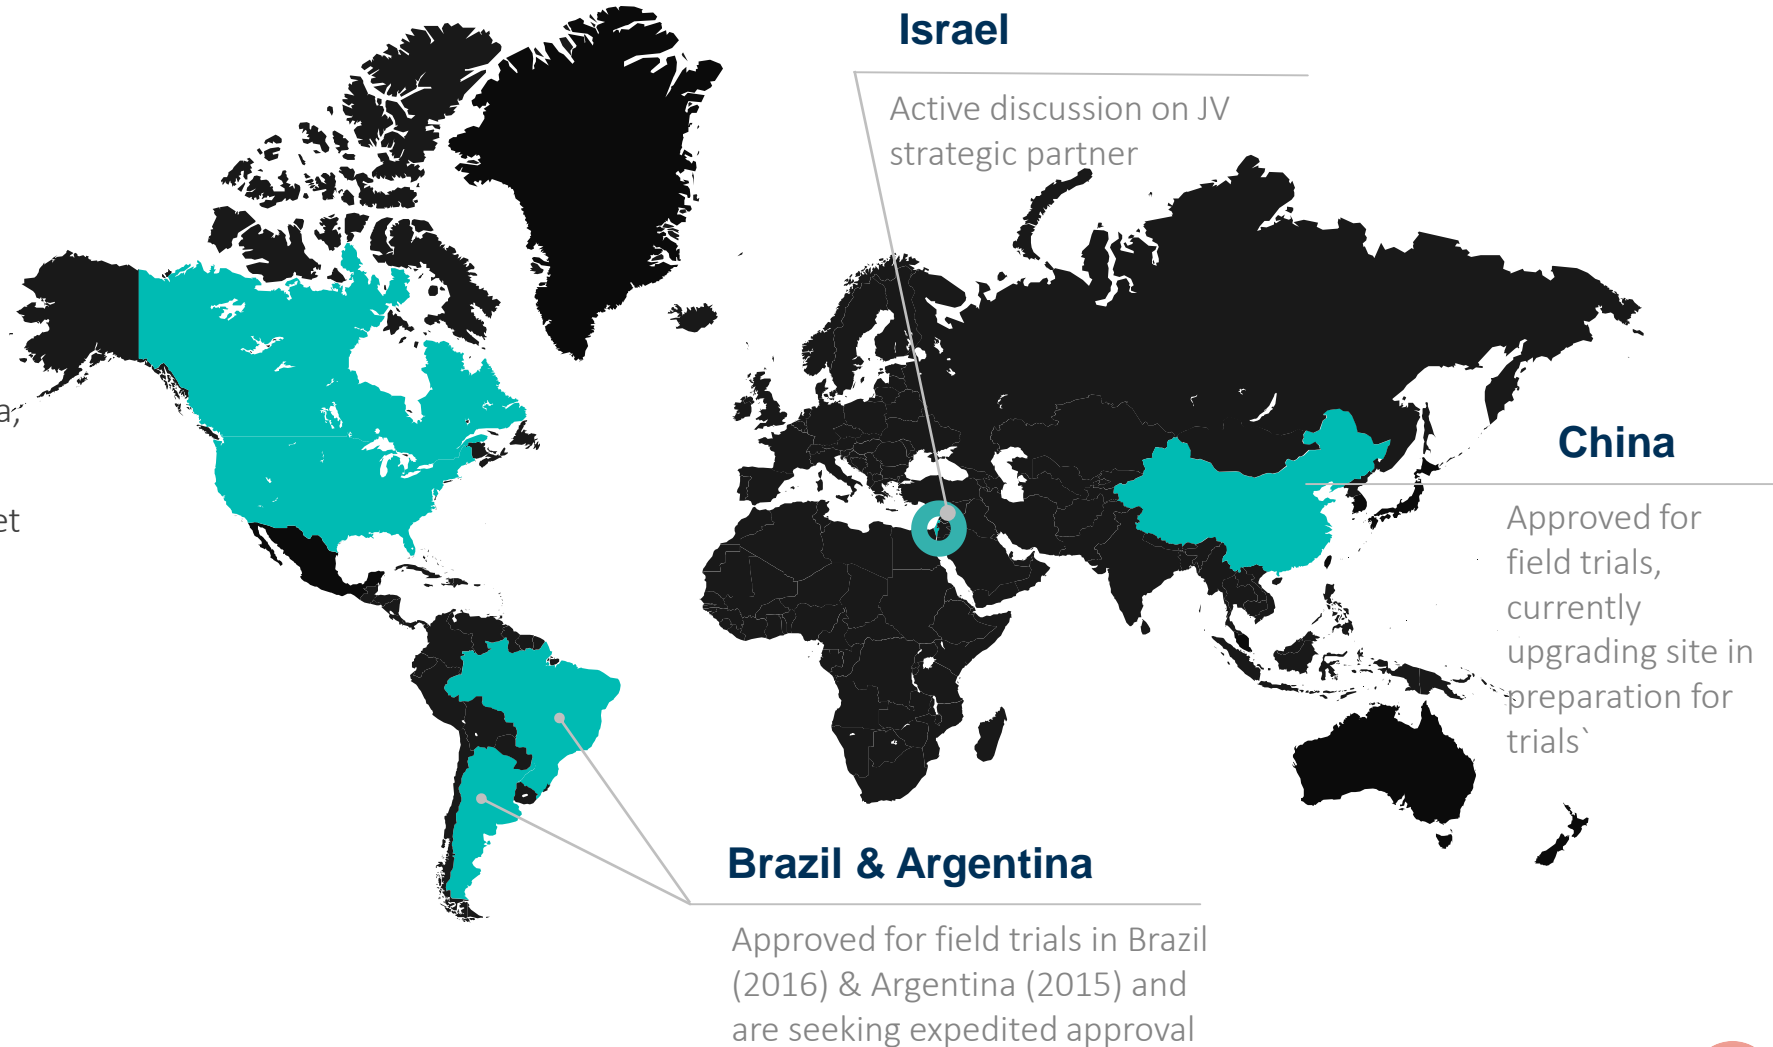 Israel
Active discussion on JV
strategic partner
a,
et
China
Approved for
field trials,
currently
upgrading site in
preparation for
trials`
Brazil & Argentina
Approved for field trials in Brazil
(2016) & Argentina (2015) and
are seeking expedited approval